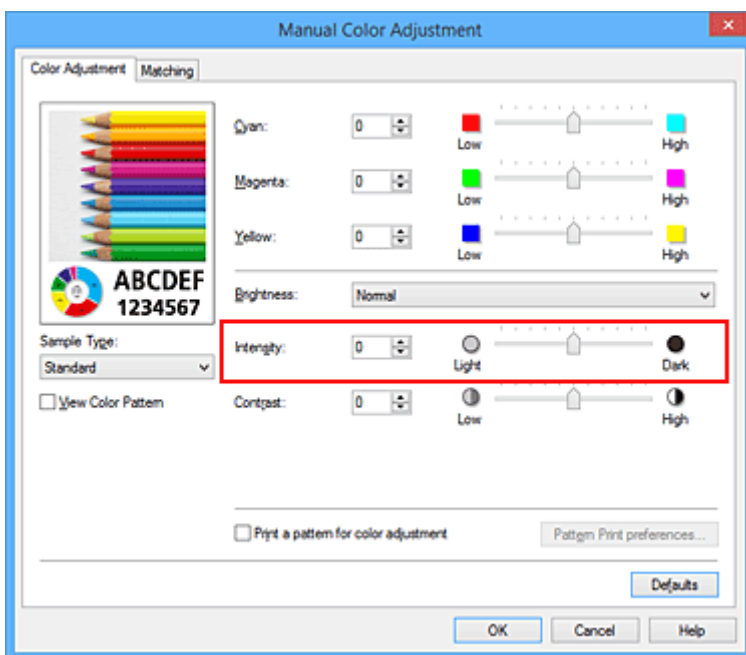 Manual Color Adjustment
Color Adjustment Matching
Cyan: 0 Low High
Magenta: 0 Low High
Yellow: 0 Low High
ABCDEF
1234567
Brightness: Normal
Sample Type:
Standard
Intensity: 0 Light Dark
View Color Pattern
Contrast: 0 Low High
Print a pattern for color adjustment Pattern Print preferences...
Defaults
OK Cancel Help